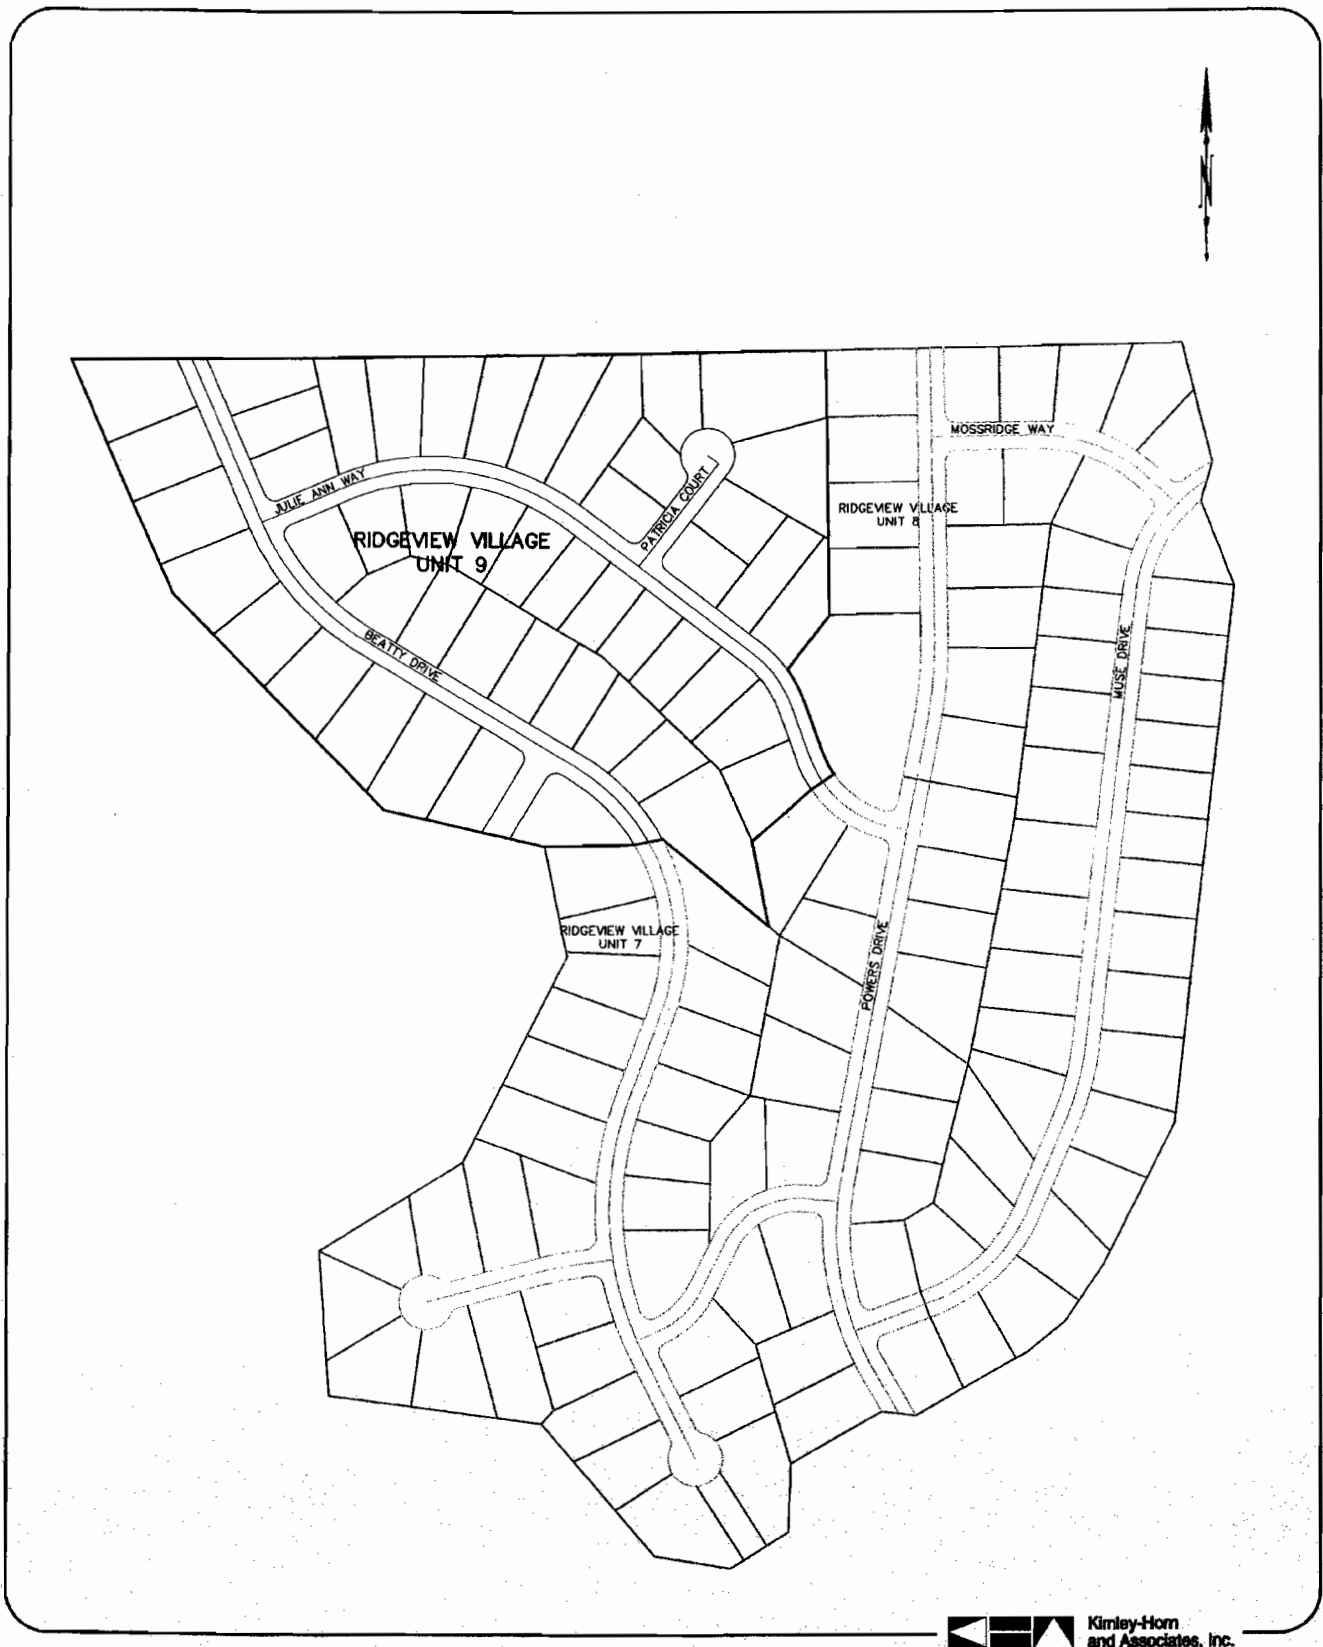 N
MOSSRIDGE WAY
JULIE ANN WAY
PATRICIA COURT
RIDGEVIEW VILLAGE
UNIT 8
RIDGEVIEW VILLAGE
UNIT 9
BEATTY DRIVE
MUSE DRIVE
RIDGEVIEW VILLAGE
UNIT 7
POWERS DRIVE
Kimley-Horn
and Associates, Inc.